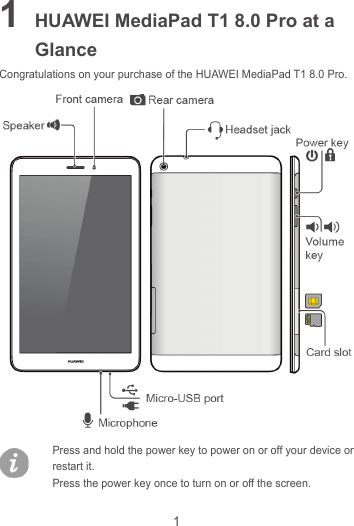 1 HUAWEI MediaPad T1 8.0 Pro at a
Glance
Congratulations on your purchase of the HUAWEI MediaPad T1 8.0 Pro.
Front camera
Rear camera
Speaker
Headset jack
Power key
Volume
key
Card slot
HUAWEI
Micro-USB port
Microphone
Press and hold the power key to power on or off your device or
restart it.
Press the power key once to turn on or off the screen.
1